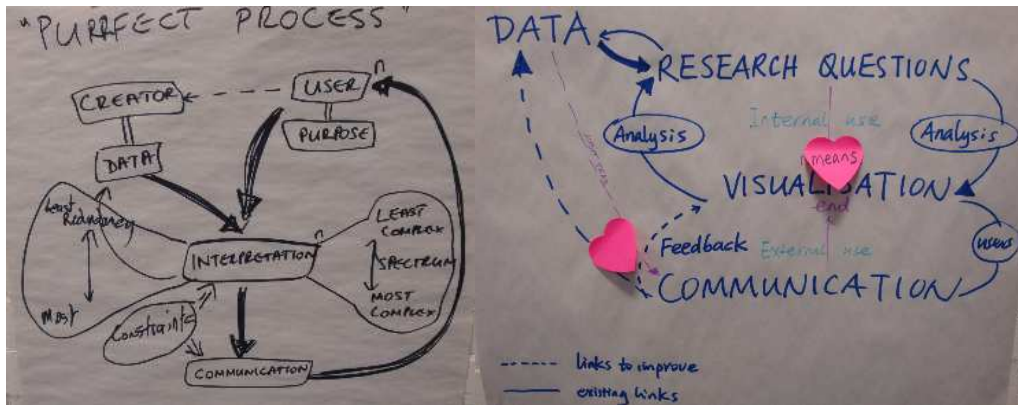 "PURRFECT PROCESS"
CREATOR
USER
n
PURPOSE
DATA
Least Redundancy
Most
INTERPRETATION
n
LEAST
COMPLEX
SPECTRUM
MOST
COMPLEX
Constraints
COMMUNICATION
DATA
RESEARCH QUESTIONS
Internal use
Analysis
Analysis
means
VISUALISATION
end
users
Feedback
External use
COMMUNICATION
links to improve
existing links